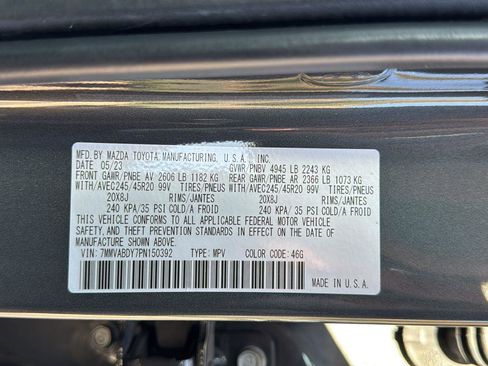 MFD. BY MAZDA TOYOTA MANUFACTURING, U.S.A., INC.
DATE 05/23 GVWR/PNBV 4945 LB 2243 KG
FRONT GAWR/PNBE AV 2606 LB 1182 KG REAR GAWR/PNBE AR 2366 LB 1073 KG
WITH/AVEC245/45R20 99V TIRES/PNEUS WITH/AVEC245/45R20 99V TIRES/PNEUS
20X8J RIMS/JANTES 20X8J RIMS/JANTES
240 KPA/ 35 PSI COLD/A FROID 240 KPA/ 35 PSI COLD/A FROID
THIS VEHICLE CONFORMS TO ALL APPLICABLE FEDERAL MOTOR VEHICLE
SAFETY, AND THEFT PREVENTION STANDARDS IN EFFECT ON THE DATE OF
MANUFACTURE SHOWN ABOVE.
VIN: 7MMVABDY7PN150392 TYPE: MPV COLOR CODE: 46G
MADE IN U.S.A.